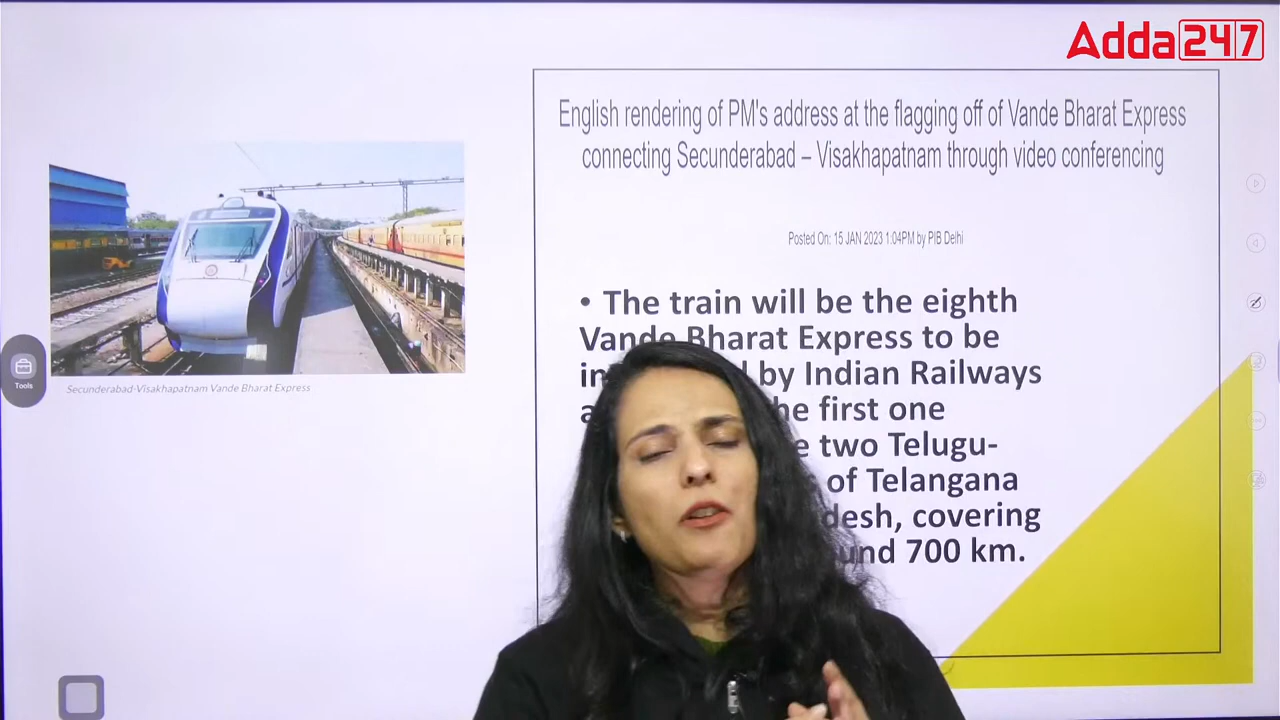 Adda247
English rendering of PM's address at the flagging off of Vande Bharat Express
connecting Secunderabad – Visakhapatnam through video conferencing
Posted On: 15 JAN 2023 1:04PM by PIB Delhi
• The train will be the eighth
Vande Bharat Express to be
by Indian Railways
first one
two Telugu-
of Telangana
covering
700 km.
Secunderabad-Visakhapatnam Vande Bharat Express
Tools